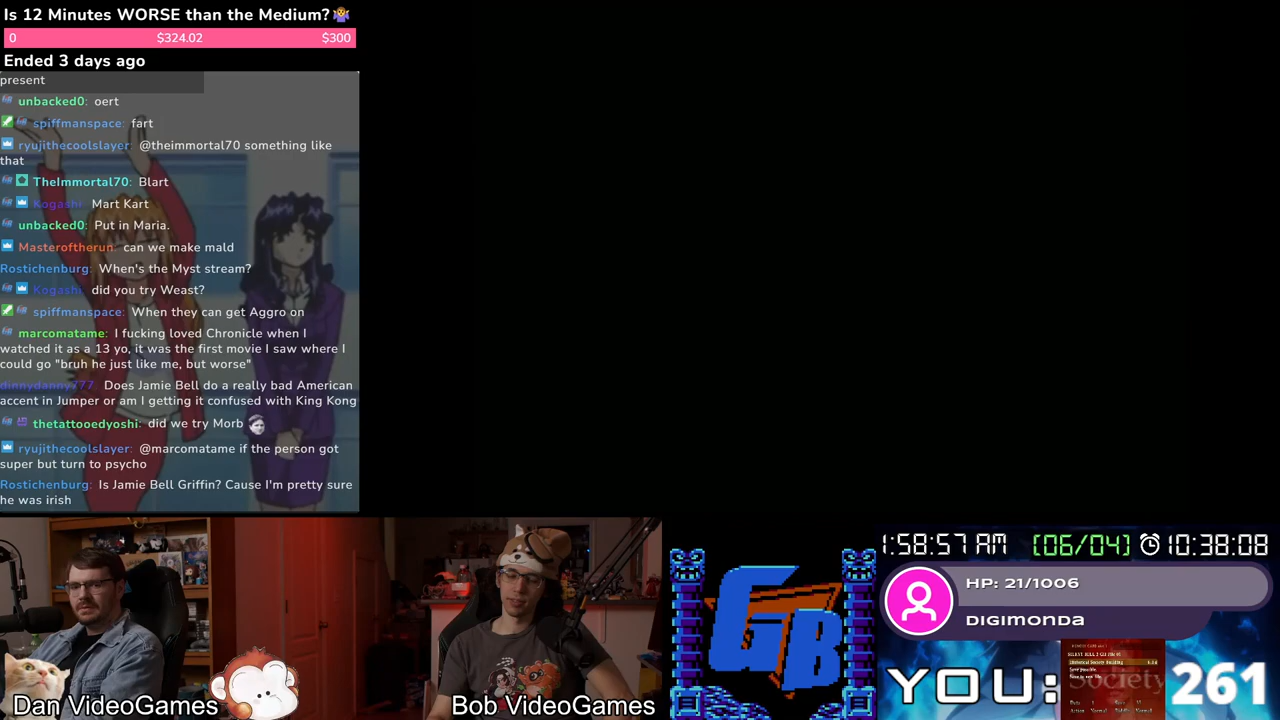 Is 12 Minutes WORSE than the Medium?🤷
0 $324.02 $300
Ended 3 days ago
present
unbacked0: oert
spiffmanspace: fart
ryujithecoolslayer: @theimmortal70 something like
that
TheImmortal70: Blart
Kogashi: Mart Kart
unbacked0: Put in Maria.
Masteroftherun: can we make mald
Rostichenburg: When's the Myst stream?
Kogashi: did you try Weast?
spiffmanspace: When they can get Aggro on
marcomatame: I fucking loved Chronicle when I
watched it as a 13 yo, it was the first movie I saw where I
could go "bruh he just like me, but worse"
dinnydanny777: Does Jamie Bell do a really bad American
accent in Jumper or am I getting it confused with King Kong
thetattooedyoshi: did we try Morb
ryujithecoolslayer: @marcomatame if the person got
super but turn to psycho
Rostichenburg: Is Jamie Bell Griffin? Cause I'm pretty sure
he was irish
Dan VideoGames
Bob VideoGames
GB
1:58:57 AM [06/04] 10:38:08
HP: 21/1006
DIGIMONDA
YOU:
Society
261